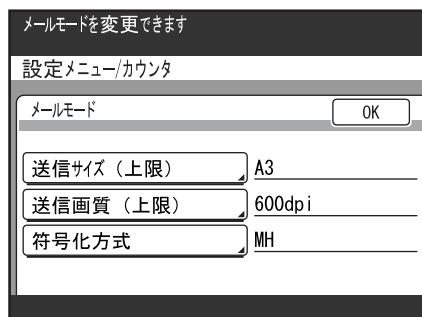 メールモードを変更できます
設定メニュー/カウンタ
メールモード OK
送信サイズ（上限） A3
送信画質（上限） 600dpi
符号化方式 MH